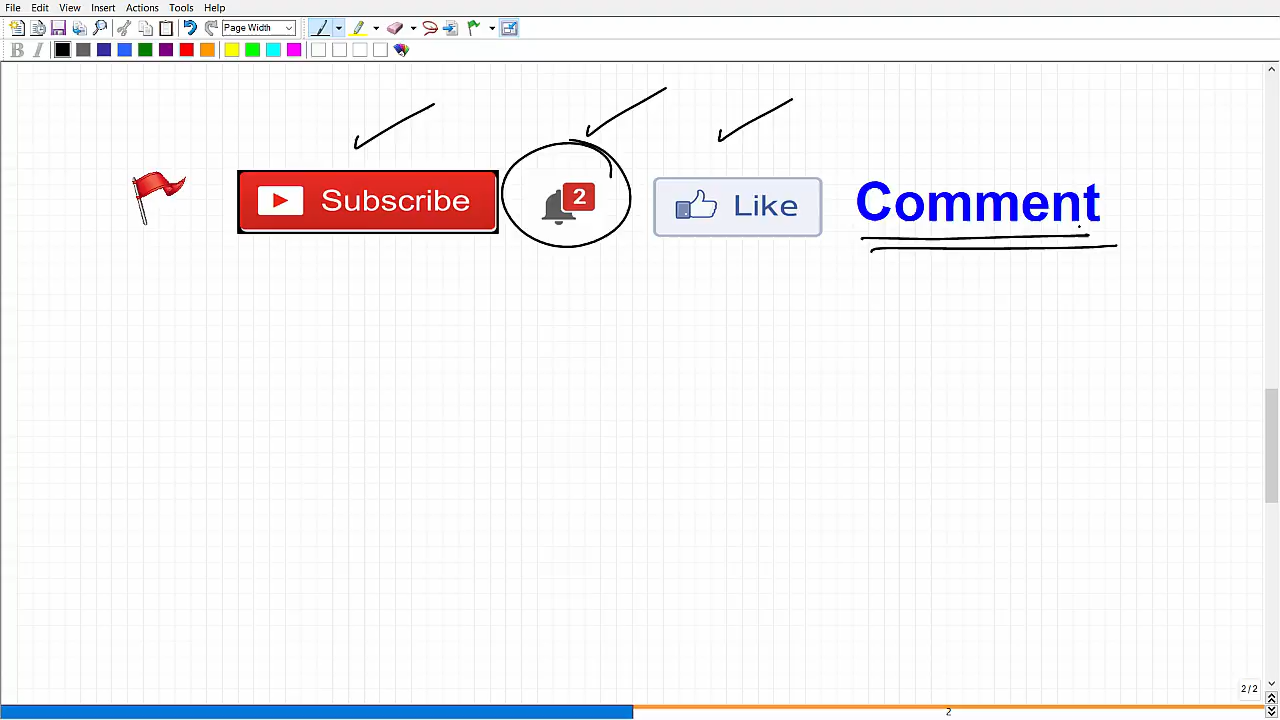 File Edit View Insert Actions Tools Help
Page Width
B I
Subscribe 2 Like Comment
2/2
2